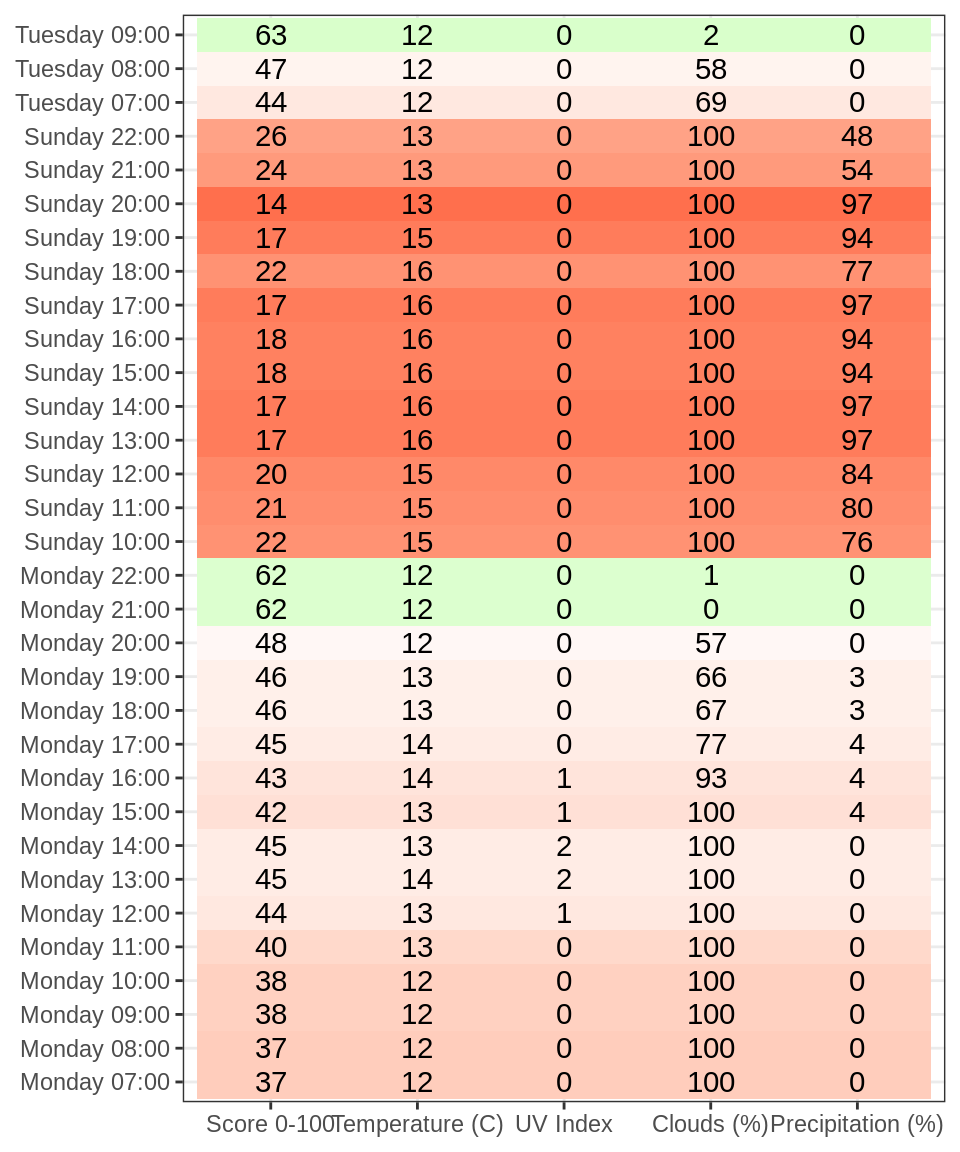 Tuesday 09:00 63 12 0 2 0
Tuesday 08:00 47 12 0 58 0
Tuesday 07:00 44 12 0 69 0
Sunday 22:00 26 13 0 100 48
Sunday 21:00 24 13 0 100 54
Sunday 20:00 14 13 0 100 97
Sunday 19:00 17 15 0 100 94
Sunday 18:00 22 16 0 100 77
Sunday 17:00 17 16 0 100 97
Sunday 16:00 18 16 0 100 94
Sunday 15:00 18 16 0 100 94
Sunday 14:00 17 16 0 100 97
Sunday 13:00 17 16 0 100 97
Sunday 12:00 20 15 0 100 84
Sunday 11:00 21 15 0 100 80
Sunday 10:00 22 15 0 100 76
Monday 22:00 62 12 0 1 0
Monday 21:00 62 12 0 0 0
Monday 20:00 48 12 0 57 0
Monday 19:00 46 13 0 66 3
Monday 18:00 46 13 0 67 3
Monday 17:00 45 14 0 77 4
Monday 16:00 43 14 1 93 4
Monday 15:00 42 13 1 100 4
Monday 14:00 45 13 2 100 0
Monday 13:00 45 14 2 100 0
Monday 12:00 44 13 1 100 0
Monday 11:00 40 13 0 100 0
Monday 10:00 38 12 0 100 0
Monday 09:00 38 12 0 100 0
Monday 08:00 37 12 0 100 0
Monday 07:00 37 12 0 100 0
Score 0-100 Temperature (C) UV Index Clouds (%) Precipitation (%)